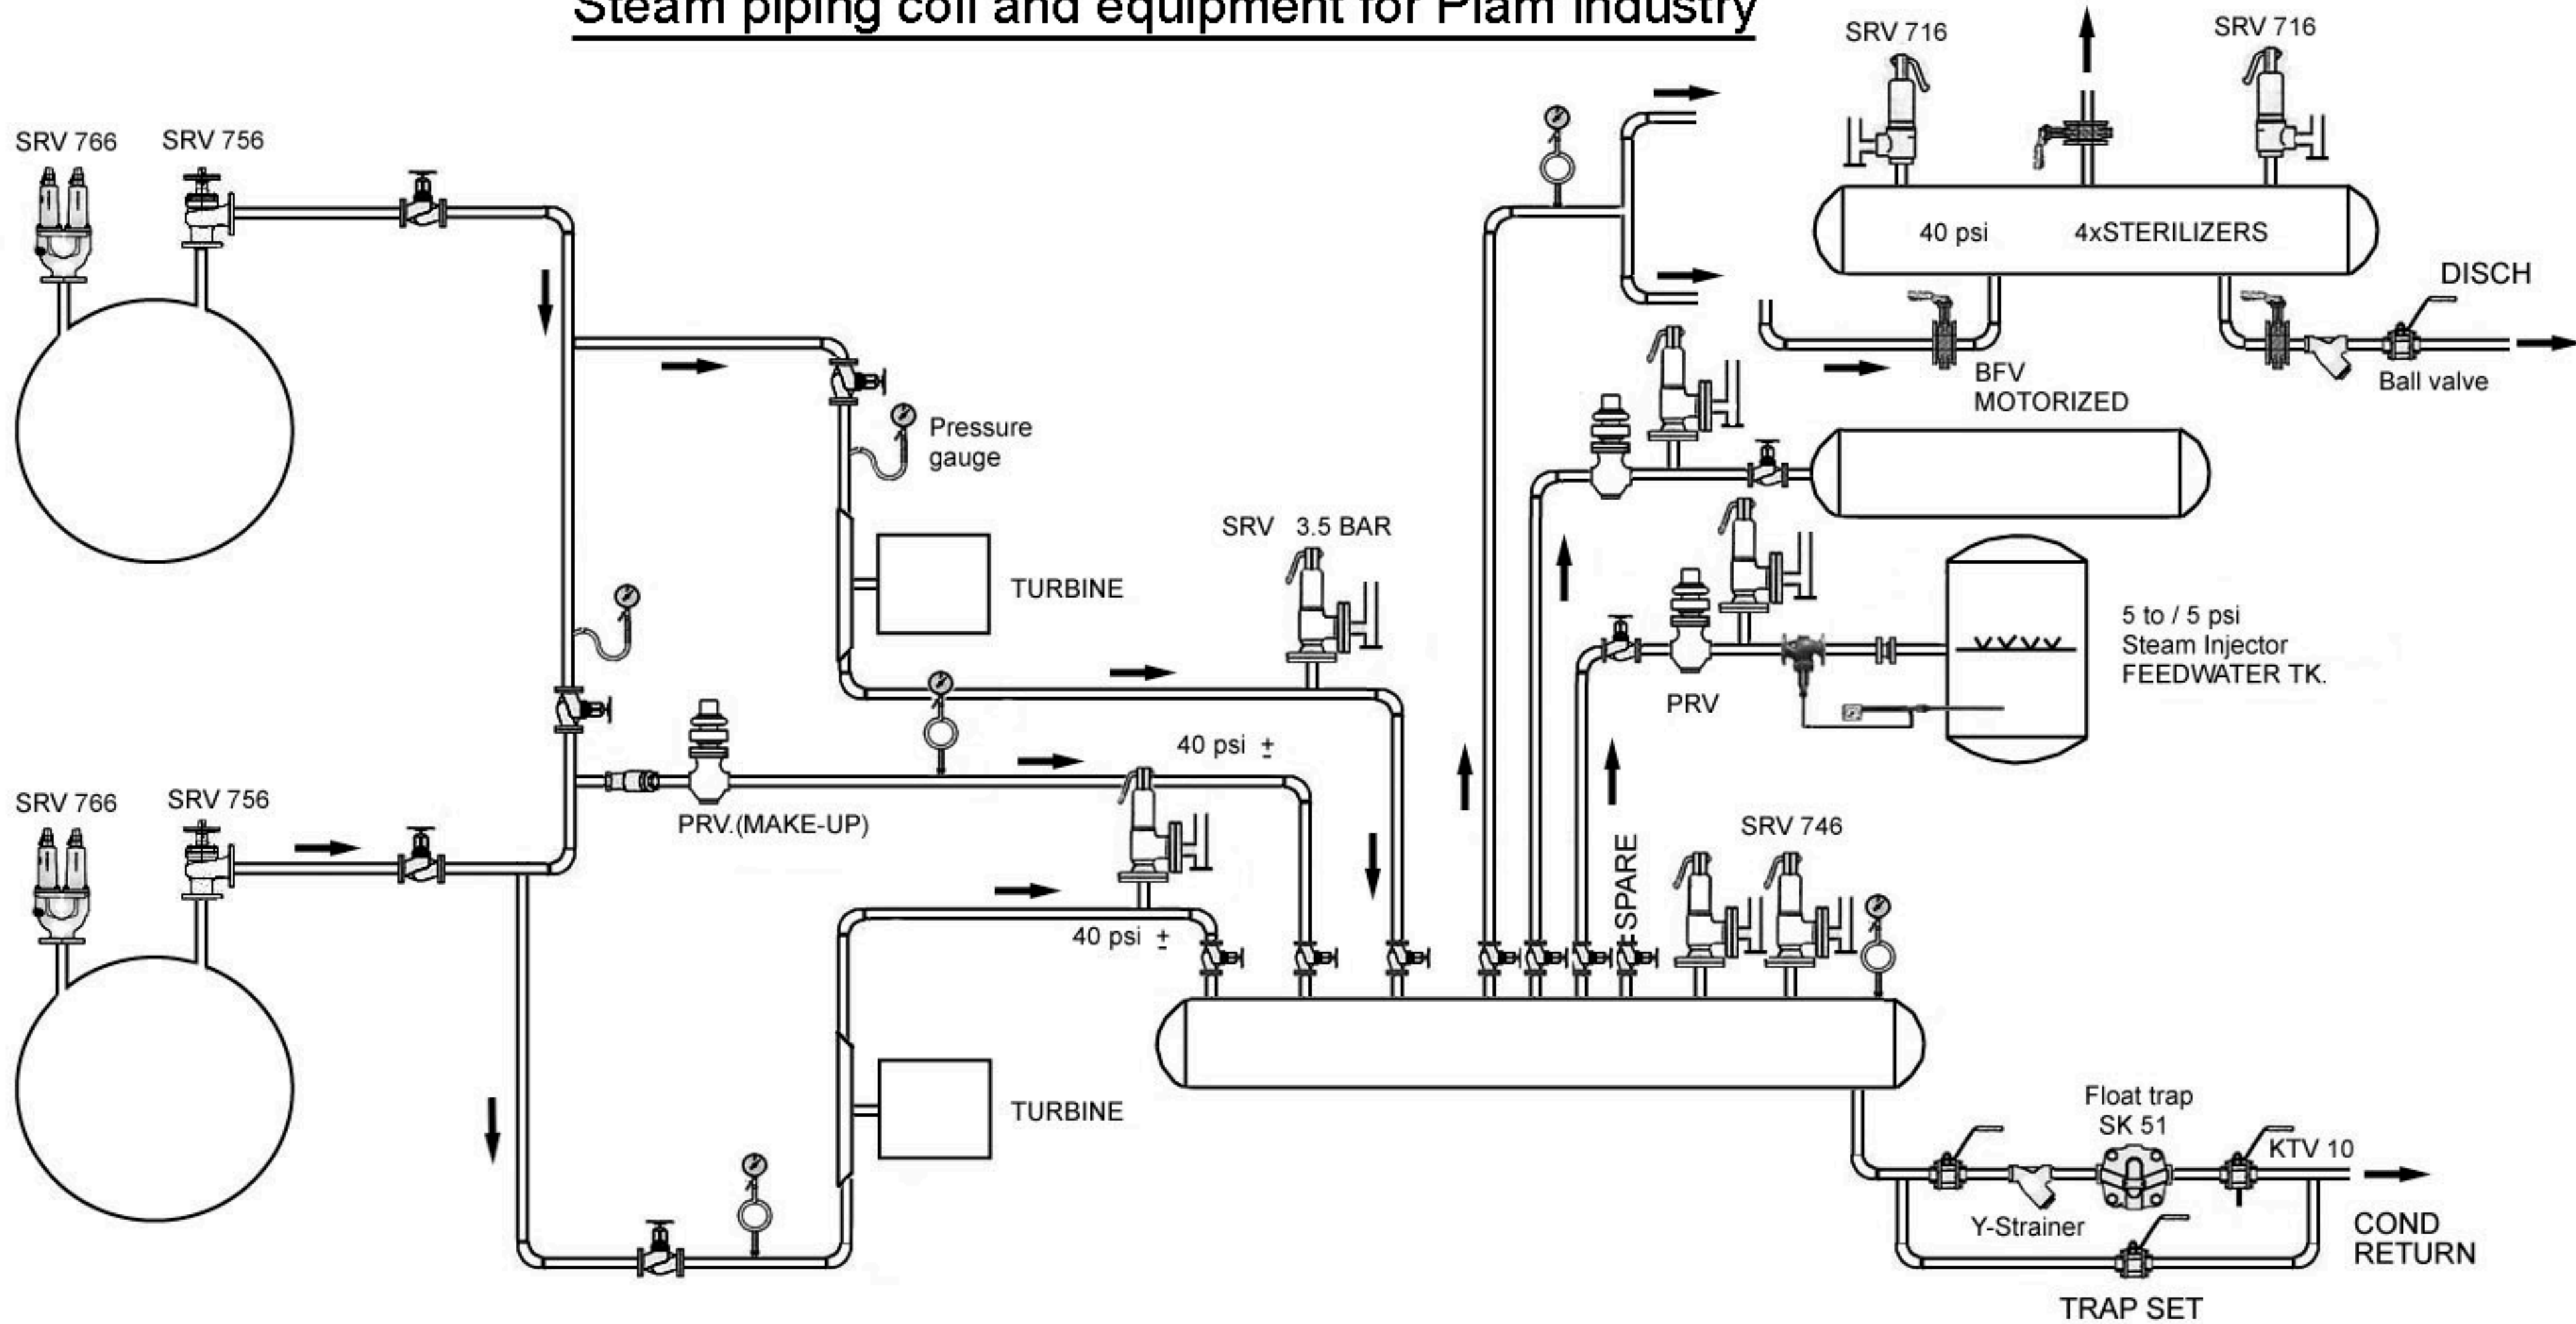 Steam piping coil and equipment for Plam Industry
SRV 716
SRV 716
SRV 766
SRV 756
40 psi
4xSTERILIZERS
DISCH
BFV
MOTORIZED
Ball valve
Pressure
gauge
SRV 3.5 BAR
TURBINE
5 to / 5 psi
Steam Injector
FEEDWATER TK.
PRV
40 psi ±
SRV 766
SRV 756
PRV.(MAKE-UP)
SRV 746
SPARE
40 psi ±
TURBINE
Float trap
SK 51
KTV 10
Y-Strainer
COND
RETURN
TRAP SET